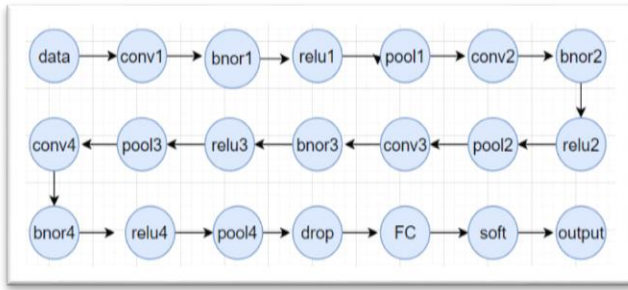 data conv1 bnor1 relu1 pool1 conv2 bnor2
conv4 pool3 relu3 bnor3 conv3 pool2 relu2
bnor4 relu4 pool4 drop FC soft output